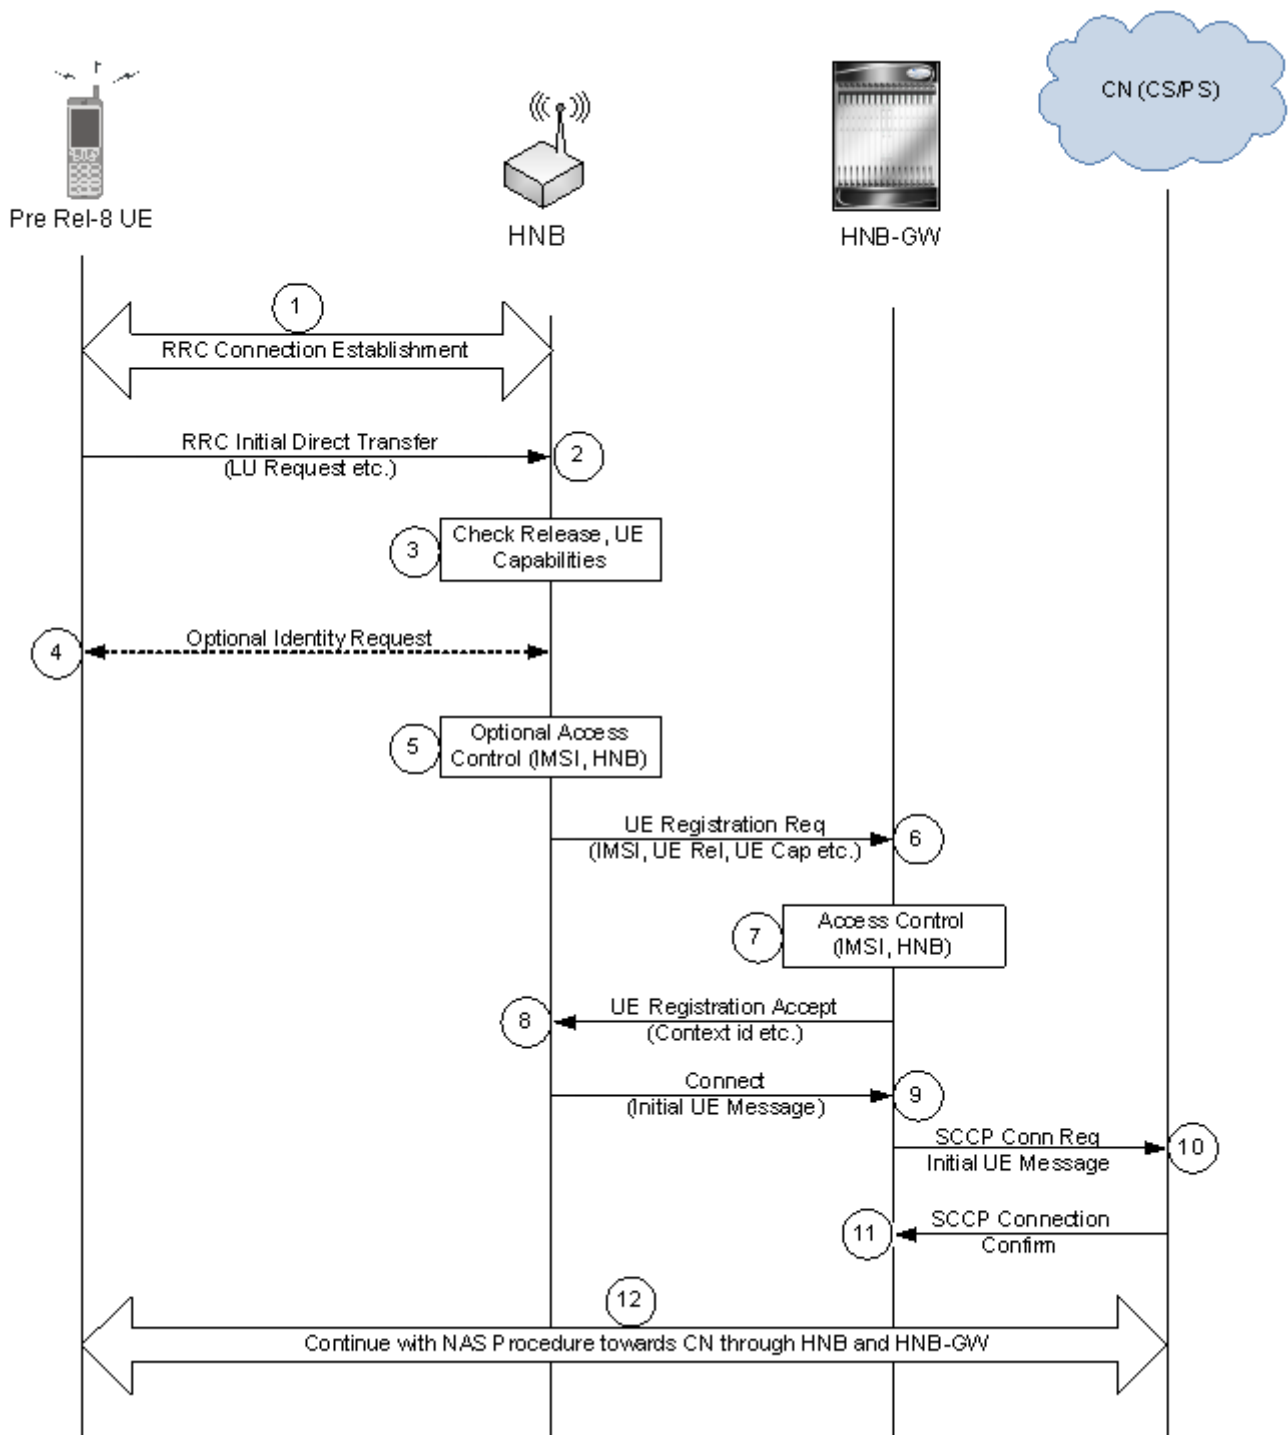 CN (CS/PS)
Pre Rel-8 UE
HNB
HNB-GW
1
RRC Connection Establishment
RRC Initial Direct Transfer
(LU Request etc.)
2
3
Check Release, UE
Capabilities
4
Optional Identity Request
5
Optional Access
Control (IMSI, HNB)
UE Registration Req
(IMSI, UE Rel, UE Cap etc.)
6
7
Access Control
(IMSI, HNB)
8
UE Registration Accept
(Context id etc.)
Connect
(Initial UE Message)
9
SCCP Conn Req
Initial UE Message
10
11
SCCP Connection
Confirm
12
Continue with NAS Procedure towards CN through HNB and HNB-GW